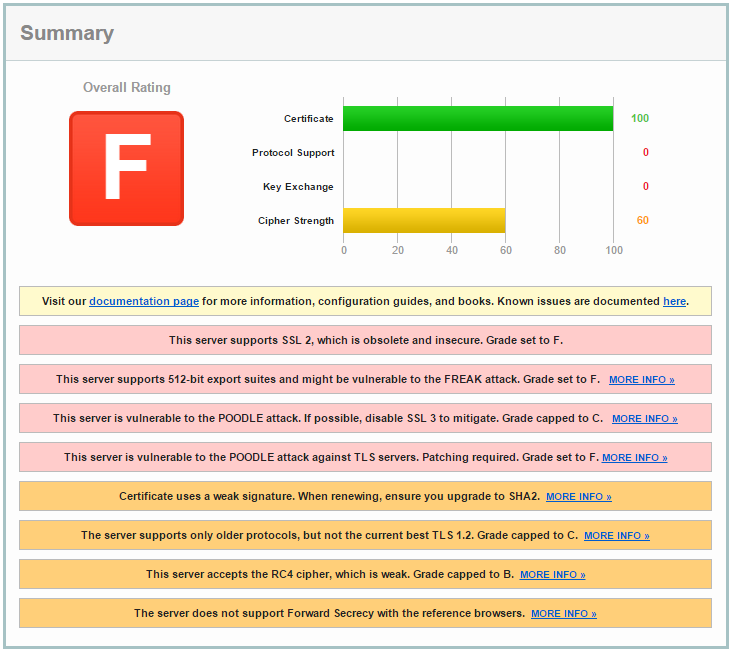 Summary
Overall Rating
F
Certificate 100
Protocol Support 0
Key Exchange 0
Cipher Strength 60
0 20 40 60 80 100
Visit our documentation page for more information, configuration guides, and books. Known issues are documented here.
This server supports SSL 2, which is obsolete and insecure. Grade set to F.
This server supports 512-bit export suites and might be vulnerable to the FREAK attack. Grade set to F. MORE INFO »
This server is vulnerable to the POODLE attack. If possible, disable SSL 3 to mitigate. Grade capped to C. MORE INFO »
This server is vulnerable to the POODLE attack against TLS servers. Patching required. Grade set to F. MORE INFO »
Certificate uses a weak signature. When renewing, ensure you upgrade to SHA2. MORE INFO »
The server supports only older protocols, but not the current best TLS 1.2. Grade capped to C. MORE INFO »
This server accepts the RC4 cipher, which is weak. Grade capped to B. MORE INFO »
The server does not support Forward Secrecy with the reference browsers. MORE INFO »